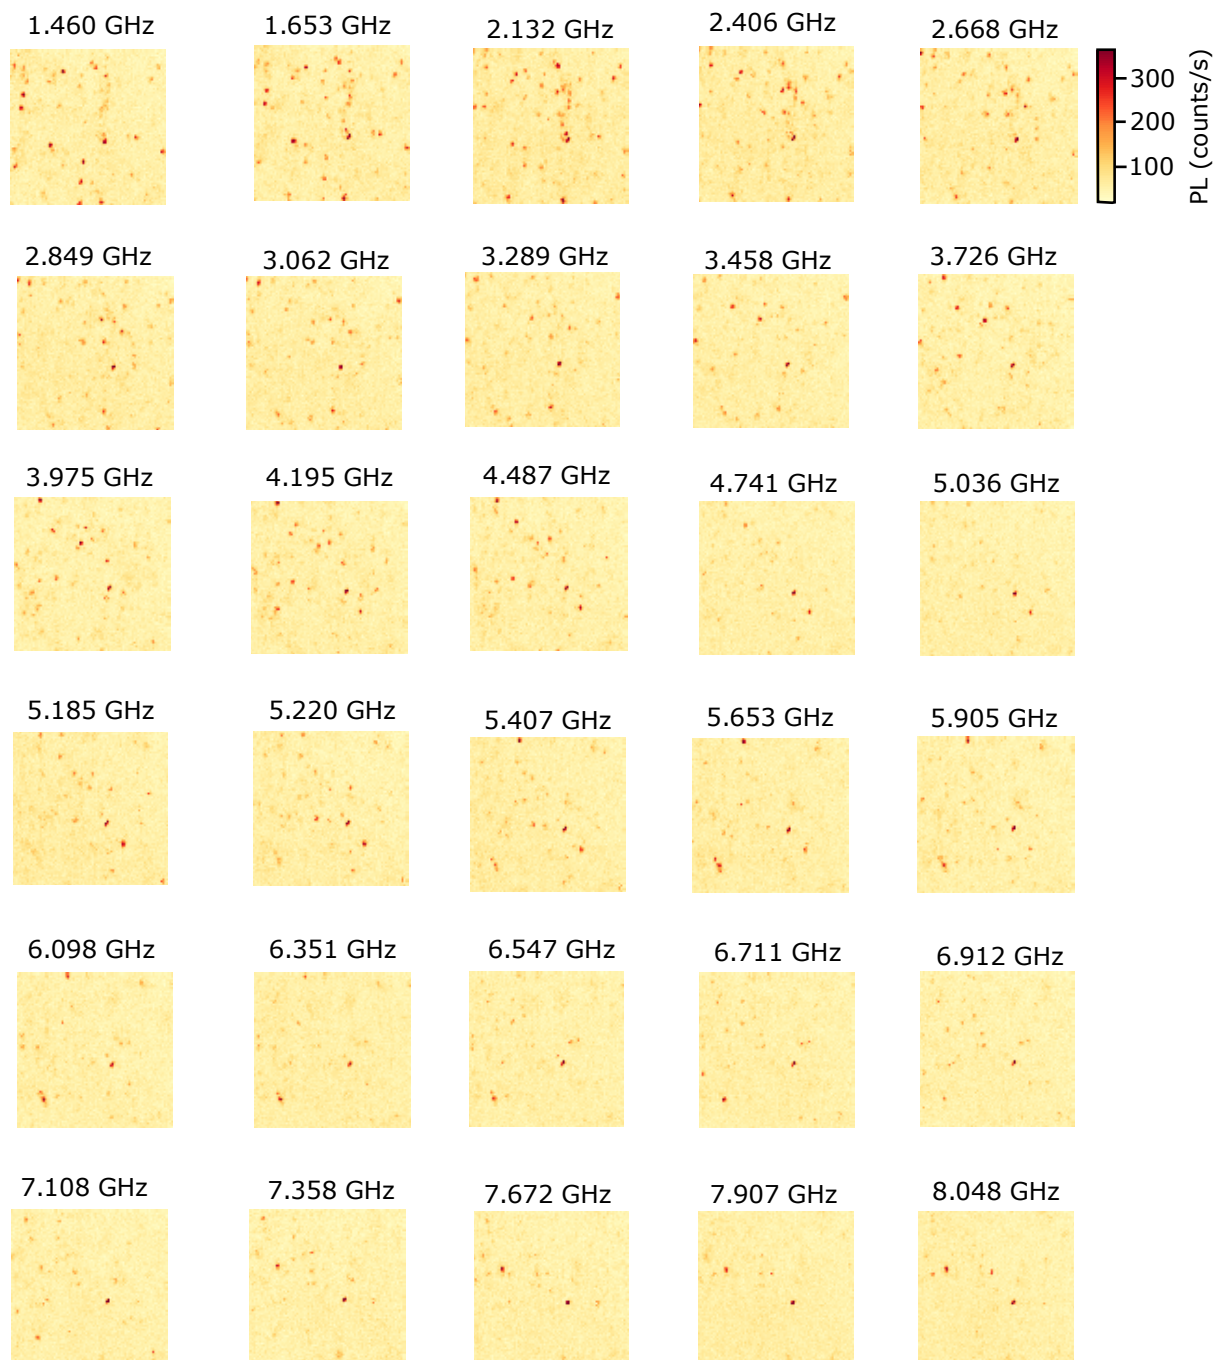 1.460 GHz
1.653 GHz
2.132 GHz
2.406 GHz
2.668 GHz
300
200
100
PL (counts/s)
2.849 GHz
3.062 GHz
3.289 GHz
3.458 GHz
3.726 GHz
3.975 GHz
4.195 GHz
4.487 GHz
4.741 GHz
5.036 GHz
5.185 GHz
5.220 GHz
5.407 GHz
5.653 GHz
5.905 GHz
6.098 GHz
6.351 GHz
6.547 GHz
6.711 GHz
6.912 GHz
7.108 GHz
7.358 GHz
7.672 GHz
7.907 GHz
8.048 GHz